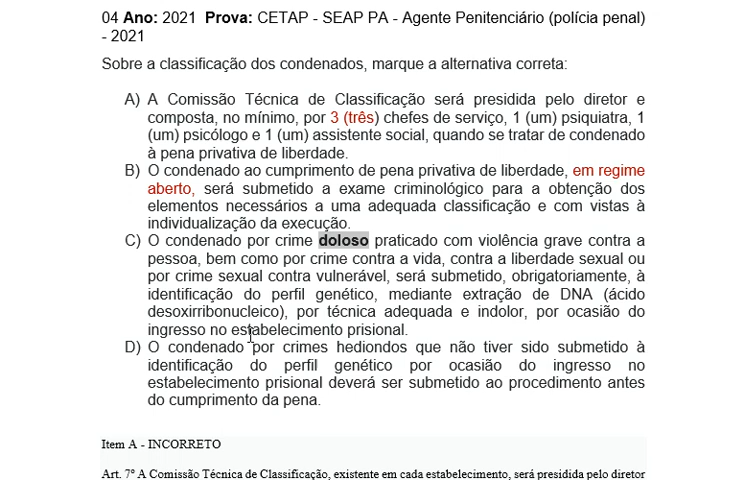 04 Ano: 2021 Prova: CETAP - SEAP PA - Agente Penitenciário (polícia penal)
- 2021
Sobre a classificação dos condenados, marque a alternativa correta:
A) A Comissão Técnica de Classificação será presidida pelo diretor e
composta, no mínimo, por 3 (três) chefes de serviço, 1 (um) psiquiatra, 1
(um) psicólogo e 1 (um) assistente social, quando se tratar de condenado
à pena privativa de liberdade.
B) O condenado ao cumprimento de pena privativa de liberdade, em regime
aberto, será submetido a exame criminológico para a obtenção dos
elementos necessários a uma adequada classificação e com vistas à
individualização da execução.
C) O condenado por crime doloso praticado com violência grave contra a
pessoa, bem como por crime contra a vida, contra a liberdade sexual ou
por crime sexual contra vulnerável, será submetido, obrigatoriamente, à
identificação do perfil genético, mediante extração de DNA (ácido
desoxirribonucleico), por técnica adequada e indolor, por ocasião do
ingresso no estabelecimento prisional.
D) O condenado por crimes hediondos que não tiver sido submetido à
identificação do perfil genético por ocasião do ingresso no
estabelecimento prisional deverá ser submetido ao procedimento antes
do cumprimento da pena.
Item A - INCORRETO
Art. 7º A Comissão Técnica de Classificação, existente em cada estabelecimento, será presidida pelo diretor